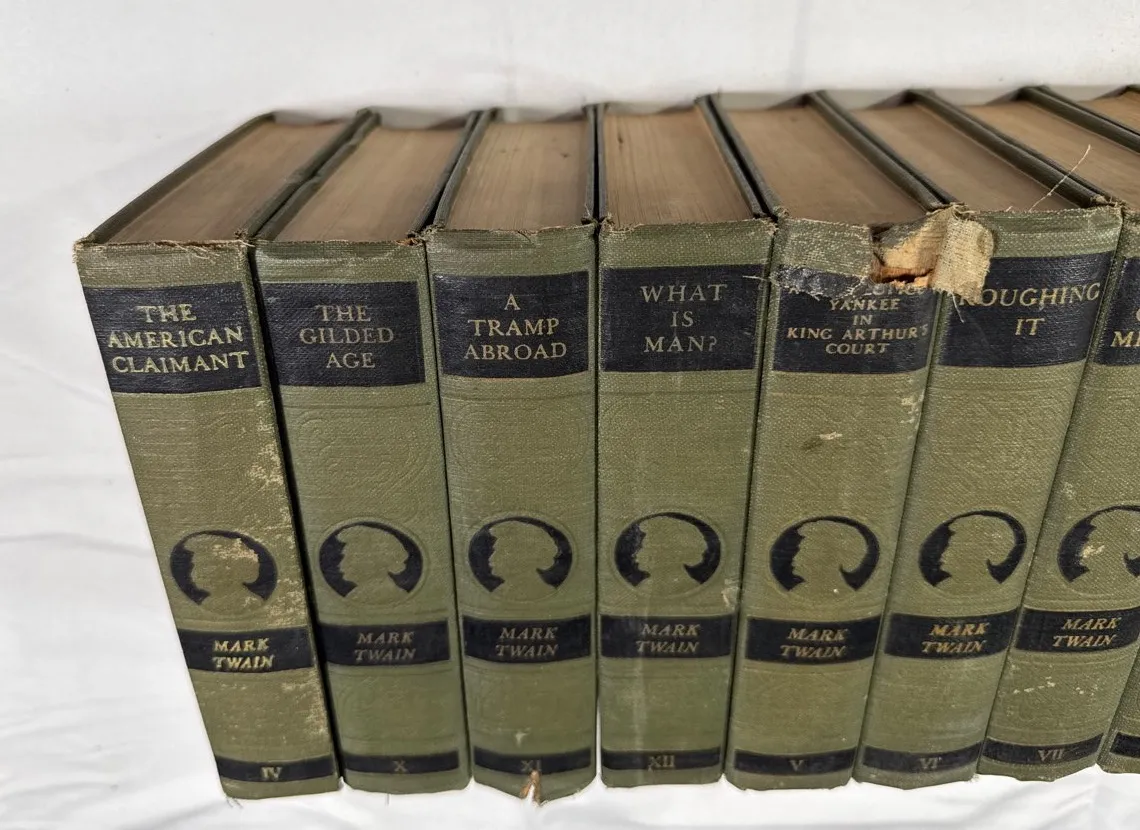 THE
AMERICAN
CLAIMANT
MARK
TWAIN
IV
THE
GILDED
AGE
MARK
TWAIN
X
A
TRAMP
ABROAD
MARK
TWAIN
XI
WHAT
IS
MAN?
MARK
TWAIN
XII
YANKEE
IN
KING ARTHUR'S
COURT
MARK
TWAIN
V
ROUGHING
IT
MARK
TWAIN
VI
MARK
TWAIN
VII